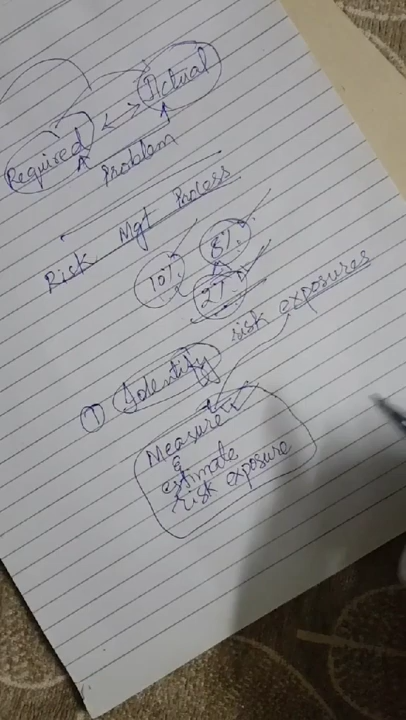 Required <-> Actual
Problem
Risk Mgt Process
10%. 8%.
2%.
① Identify risk exposures
Measure
&
estimate
risk exposure